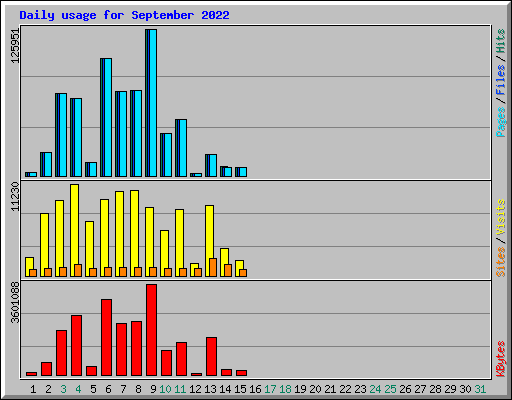 Daily usage for September 2022
125951
Pages / Files / Hits
11230
Sites / Visits
3601088
KBytes
1 2 3 4 5 6 7 8 9 10 11 12 13 14 15 16 17 18 19 20 21 22 23 24 25 26 27 28 29 30 31